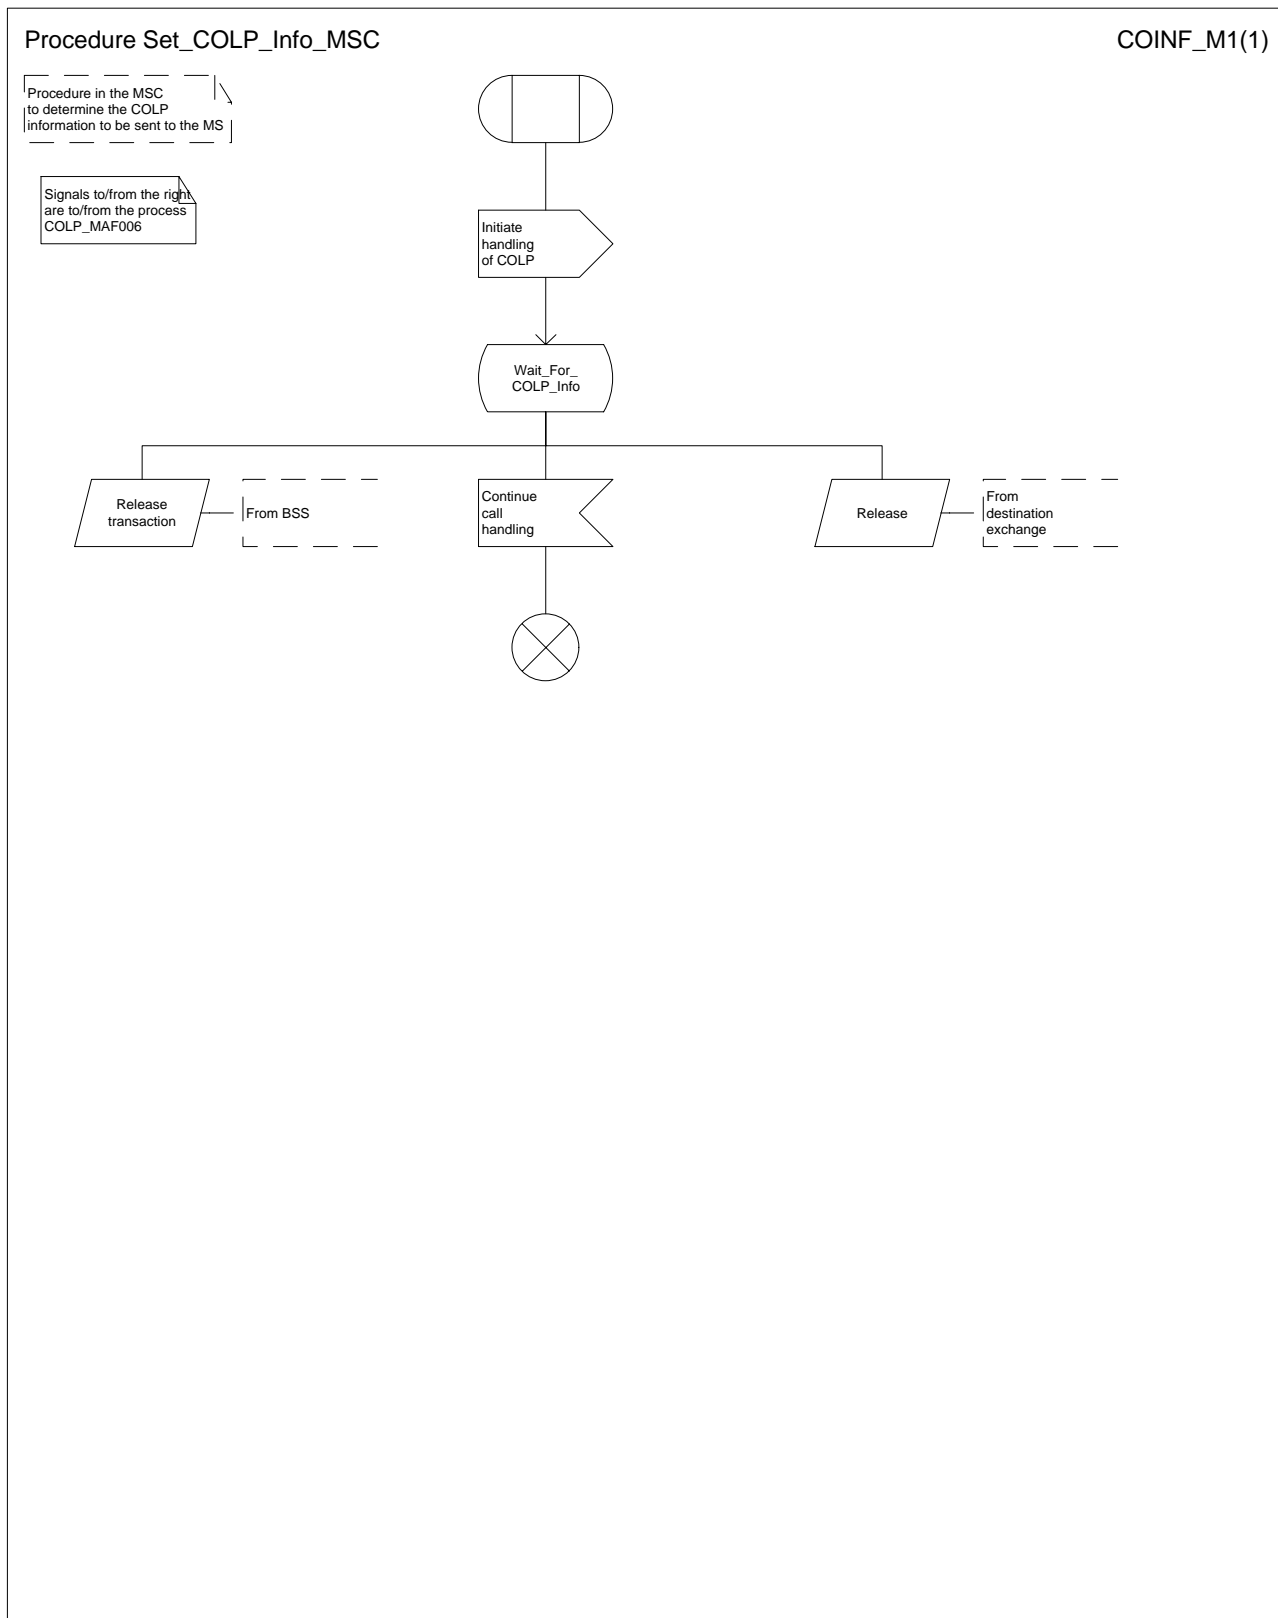 Procedure Set_COLP_Info_MSC
COINF_M1(1)
Procedure in the MSC
to determine the COLP
information to be sent to the MS
Signals to/from the right
are to/from the process
COLP_MAF006
Initiate
handling
of COLP
Wait_For_
COLP_Info
Release
transaction
From BSS
Continue
call
handling
Release
From
destination
exchange